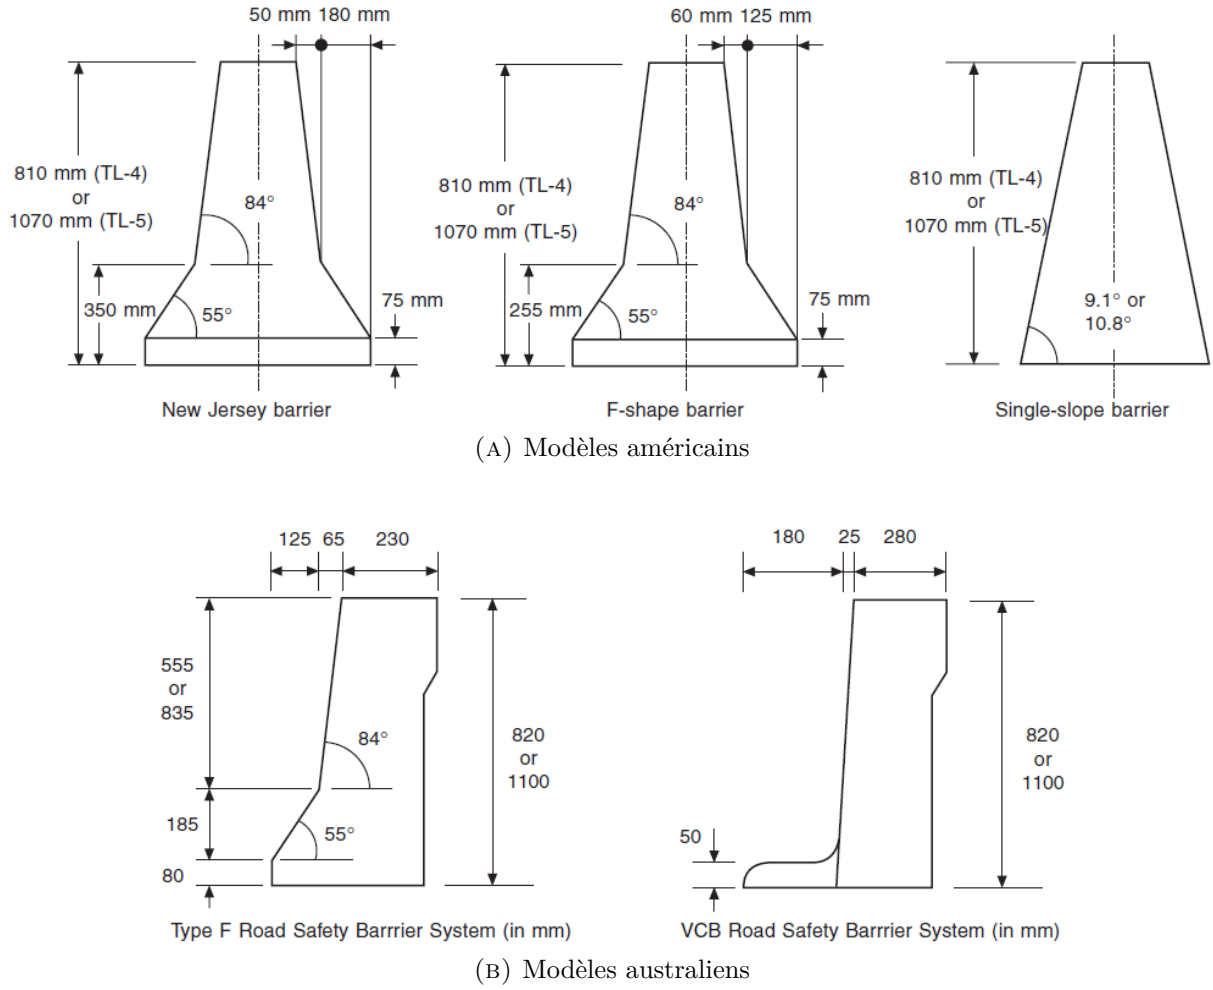 50 mm 180 mm
60 mm 125 mm
810 mm (TL-4)
or
1070 mm (TL-5)
84°
350 mm
55°
75 mm
New Jersey barrier
810 mm (TL-4)
or
1070 mm (TL-5)
84°
255 mm
55°
75 mm
F-shape barrier
810 mm (TL-4)
or
1070 mm (TL-5)
9.1° or
10.8°
Single-slope barrier
(A) Modèles américains
125 65 230
555
or
835
84°
185
55°
80
820
or
1100
Type F Road Safety Barrrier System (in mm)
180 25 280
50
820
or
1100
VCB Road Safety Barrrier System (in mm)
(B) Modèles australiens